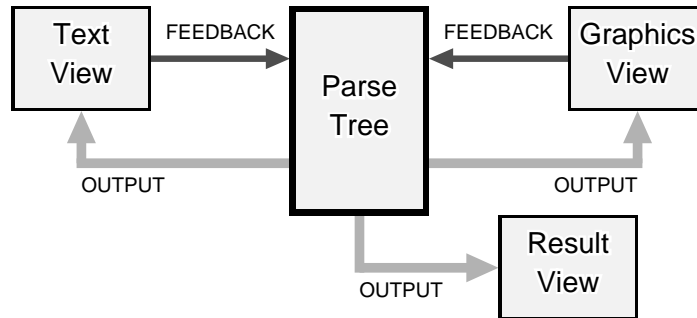 Text
View
FEEDBACK
Parse
Tree
FEEDBACK
Graphics
View
OUTPUT
OUTPUT
OUTPUT
Result
View